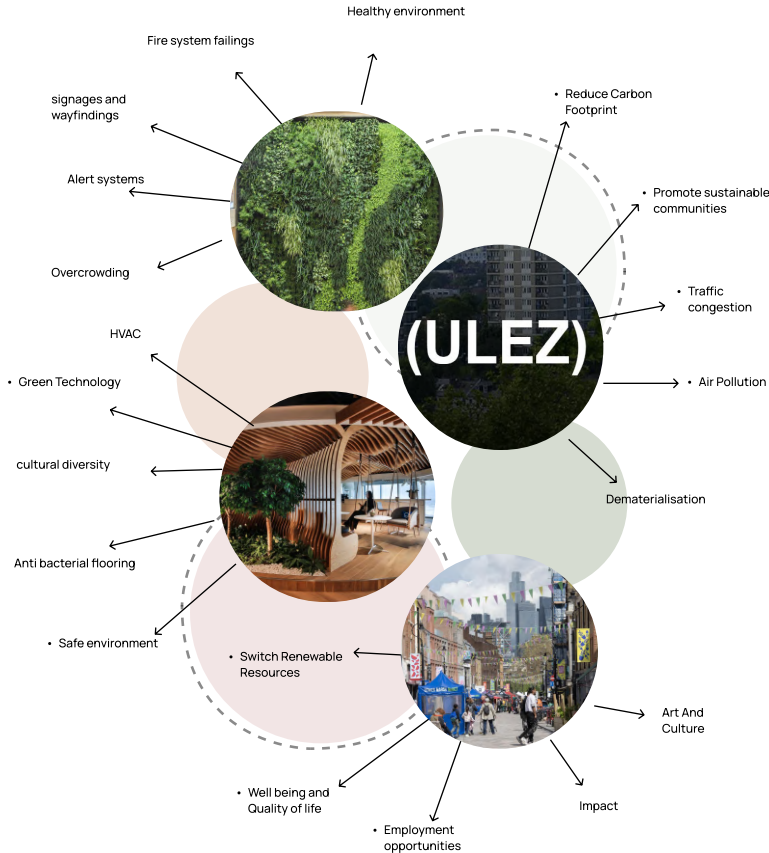 Healthy environment
Fire system failings
signages and
wayfindings
Alert systems
Overcrowding
• Reduce Carbon
Footprint
• Promote sustainable
communities
• Traffic
congestion
• Air Pollution
Dematerialisation
(ULEZ)
HVAC
• Green Technology
cultural diversity
Anti bacterial flooring
• Safe environment
• Switch Renewable
Resources
Art And
Culture
Impact
• Employment
opportunities
• Well being and
Quality of life